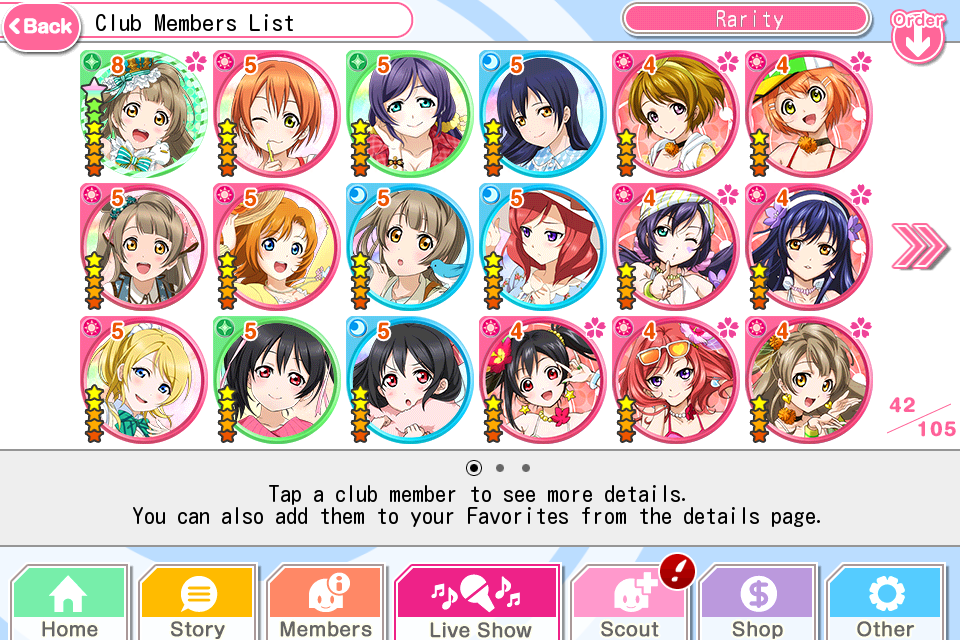 Back
Club Members List
Rarity
Order
8 5 5 5 4 4
5 5 5 5 4 4
5 5 5 4 4 4
42
105
Tap a club member to see more details.
You can also add them to your Favorites from the details page.
Home Story Members Live Show Scout Shop Other